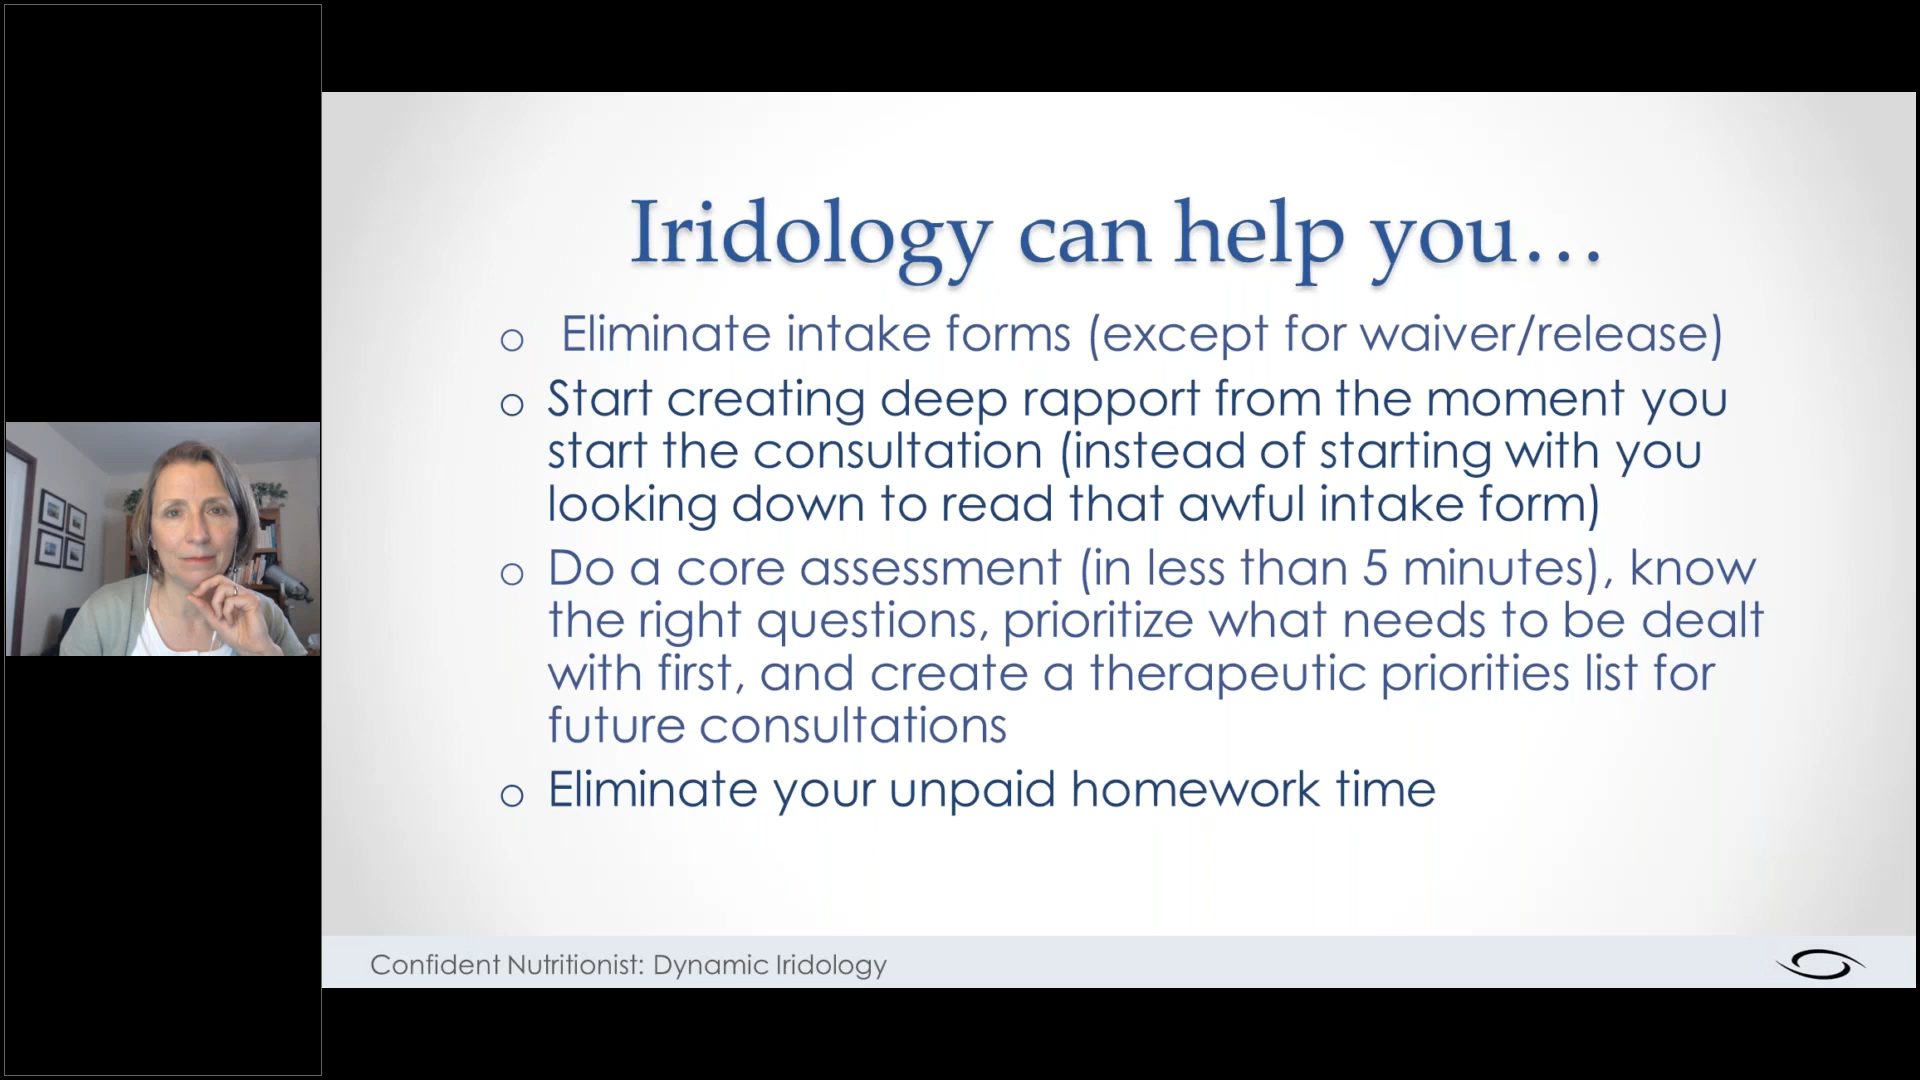 Iridology can help you...
Eliminate intake forms (except for waiver/release)
Start creating deep rapport from the moment you
start the consultation (instead of starting with you
looking down to read that awful intake form)
Do a core assessment (in less than 5 minutes), know
the right questions, prioritize what needs to be dealt
with first, and create a therapeutic priorities list for
future consultations
Eliminate your unpaid homework time
Confident Nutritionist: Dynamic Iridology